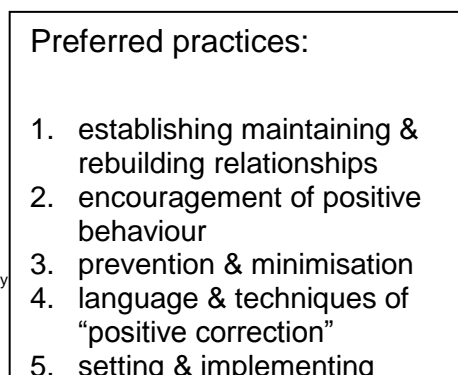 Preferred practices:
1. establishing maintaining &
rebuilding relationships
2. encouragement of positive
behaviour
3. prevention & minimisation
y
4. language & techniques of
“positive correction”
5. setting & implementing